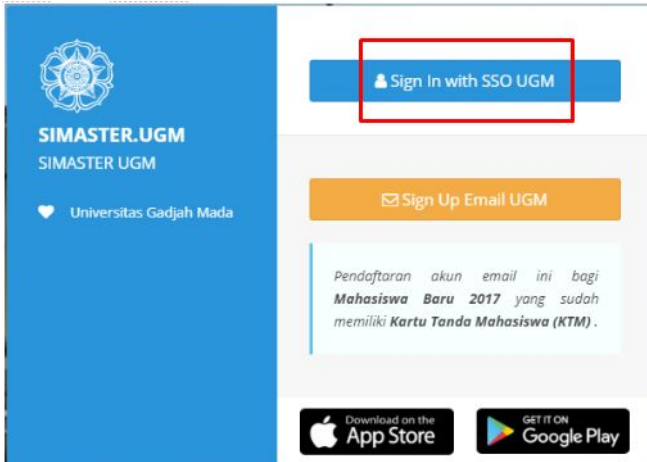 SIMASTER.UGM
SIMASTER UGM
Universitas Gadjah Mada
Sign In with SSO UGM
Sign Up Email UGM
Pendaftaran akun email ini bagi
Mahasiswa Baru 2017 yang sudah
memiliki Kartu Tanda Mahasiswa (KTM) .
Download on the
App Store
GET IT ON
Google Play